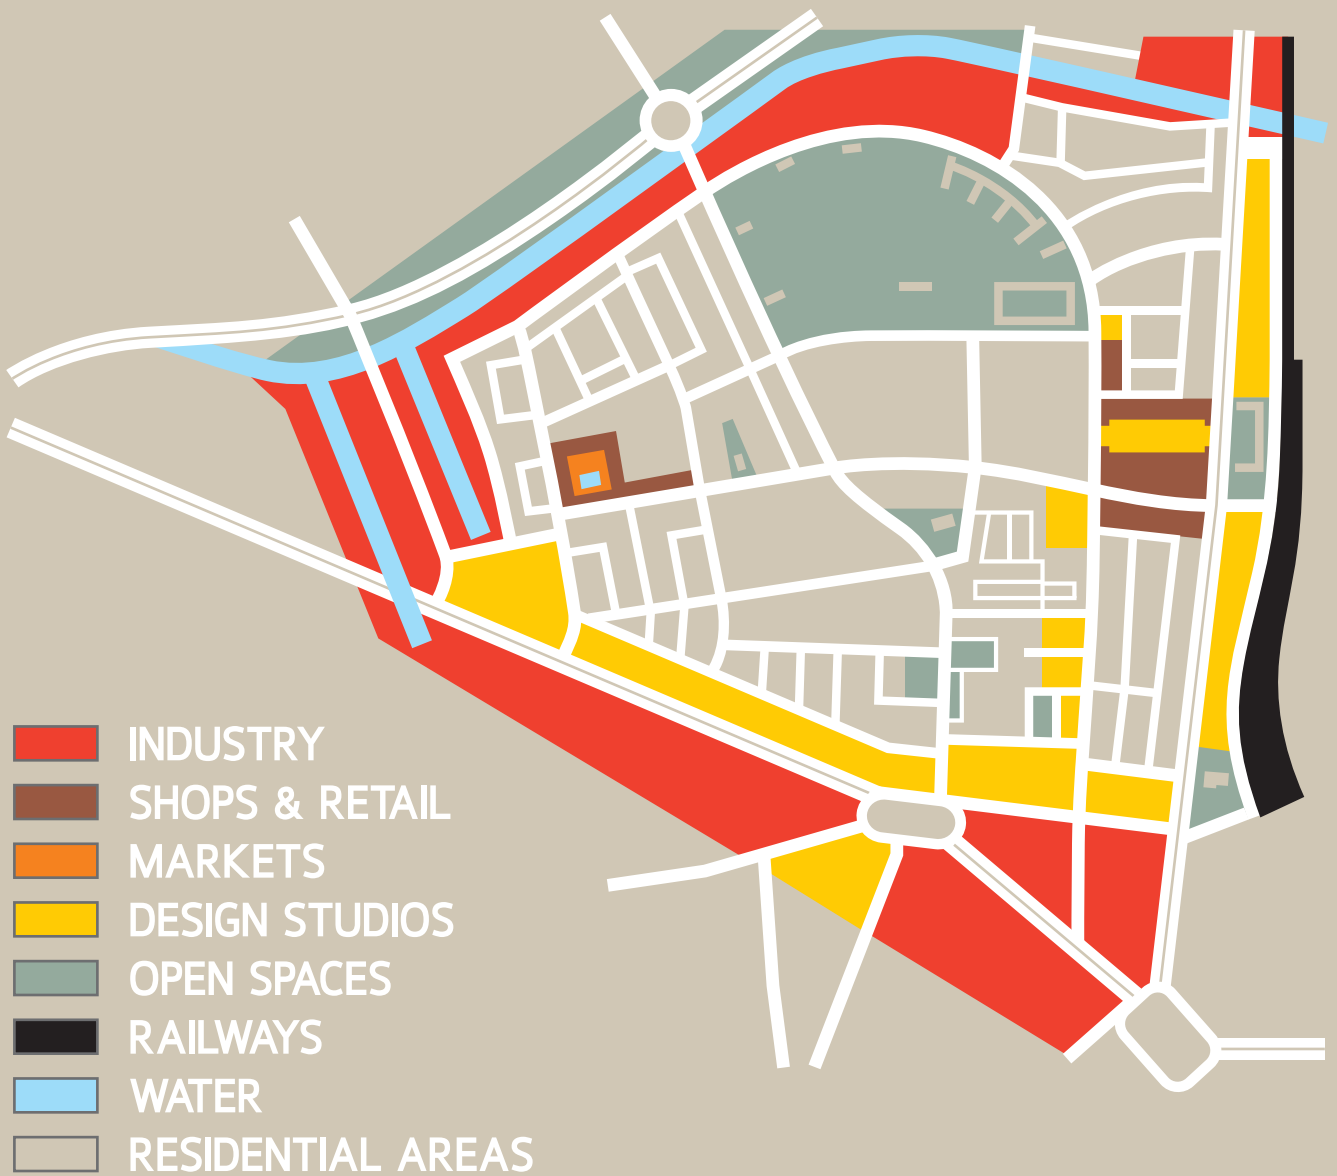 INDUSTRY
SHOPS & RETAIL
MARKETS
DESIGN STUDIOS
OPEN SPACES
RAILWAYS
WATER
RESIDENTIAL AREAS